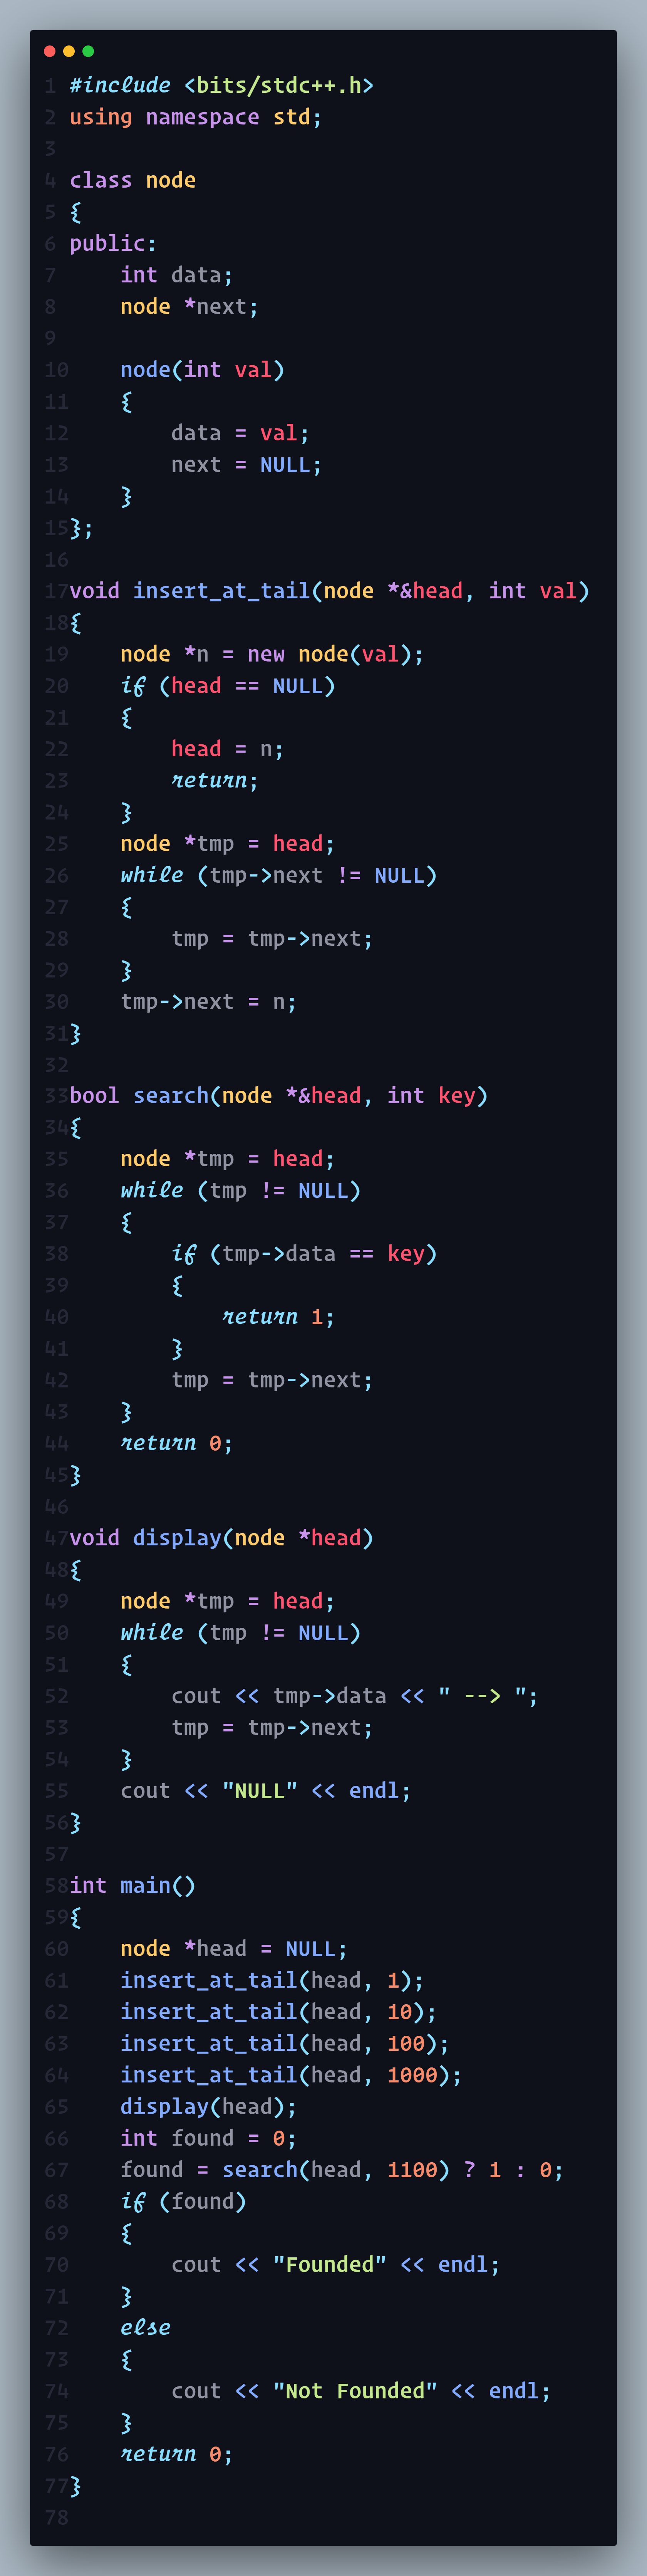 1 #include <bits/stdc++.h>
2 using namespace std;
3
4 class node
5 {
6 public:
7     int data;
8     node *next;
9
10    node(int val)
11    {
12        data = val;
13        next = NULL;
14    }
15};
16
17void insert_at_tail(node *&head, int val)
18{
19    node *n = new node(val);
20    if (head == NULL)
21    {
22        head = n;
23        return;
24    }
25    node *tmp = head;
26    while (tmp->next != NULL)
27    {
28        tmp = tmp->next;
29    }
30    tmp->next = n;
31}
32
33bool search(node *&head, int key)
34{
35    node *tmp = head;
36    while (tmp != NULL)
37    {
38        if (tmp->data == key)
39        {
40            return 1;
41        }
42        tmp = tmp->next;
43    }
44    return 0;
45}
46
47void display(node *head)
48{
49    node *tmp = head;
50    while (tmp != NULL)
51    {
52        cout << tmp->data << " --> ";
53        tmp = tmp->next;
54    }
55    cout << "NULL" << endl;
56}
57
58int main()
59{
60    node *head = NULL;
61    insert_at_tail(head, 1);
62    insert_at_tail(head, 10);
63    insert_at_tail(head, 100);
64    insert_at_tail(head, 1000);
65    display(head);
66    int found = 0;
67    found = search(head, 1100) ? 1 : 0;
68    if (found)
69    {
70        cout << "Founded" << endl;
71    }
72    else
73    {
74        cout << "Not Founded" << endl;
75    }
76    return 0;
77}
78